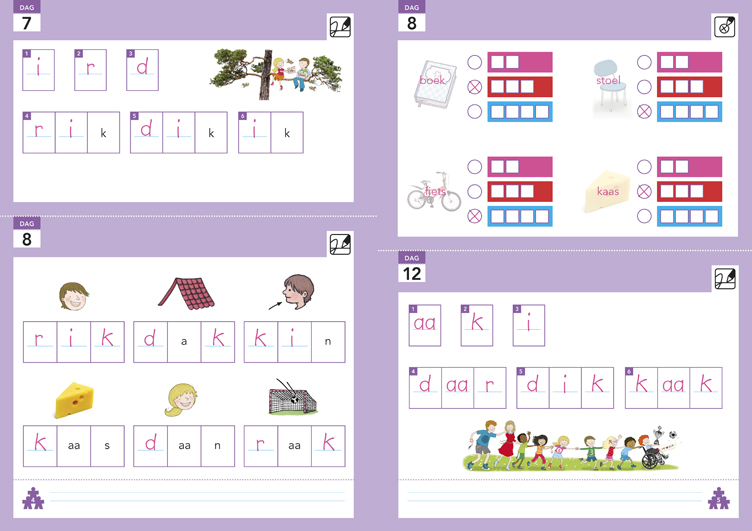 DAG
7
1 2 3
i r d
4 5 6
r i k d i k i k
DAG
8
r i k d a k k i n
k aa s d aa n r aa k
DAG
8
boek stoel
fiets kaas
DAG
12
1 2 3
aa k i
4 5 6
d aa r d i k k aa k